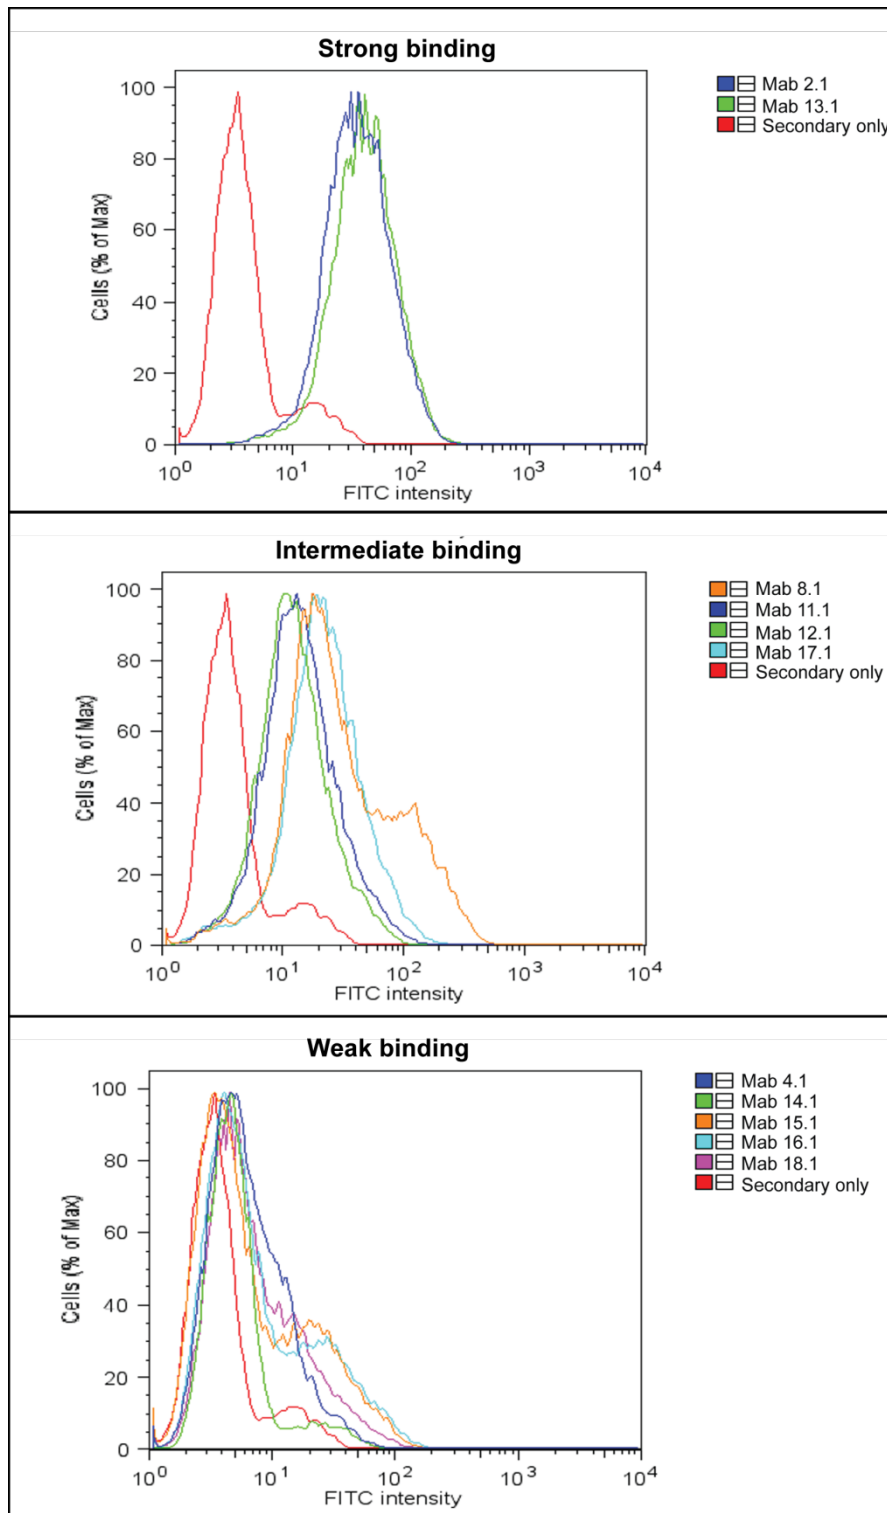 Strong binding
Mab 2.1
Mab 13.1
Secondary only
100
80
60
40
20
0
Cells (% of Max)
10^0 10^1 10^2 10^3 10^4
FITC intensity
Intermediate binding
Mab 8.1
Mab 11.1
Mab 12.1
Mab 17.1
Secondary only
100
80
60
40
20
0
Cells (% of Max)
10^0 10^1 10^2 10^3 10^4
FITC intensity
Weak binding
Mab 4.1
Mab 14.1
Mab 15.1
Mab 16.1
Mab 18.1
Secondary only
100
80
60
40
20
0
Cells (% of Max)
10^0 10^1 10^2 10^3 10^4
FITC intensity